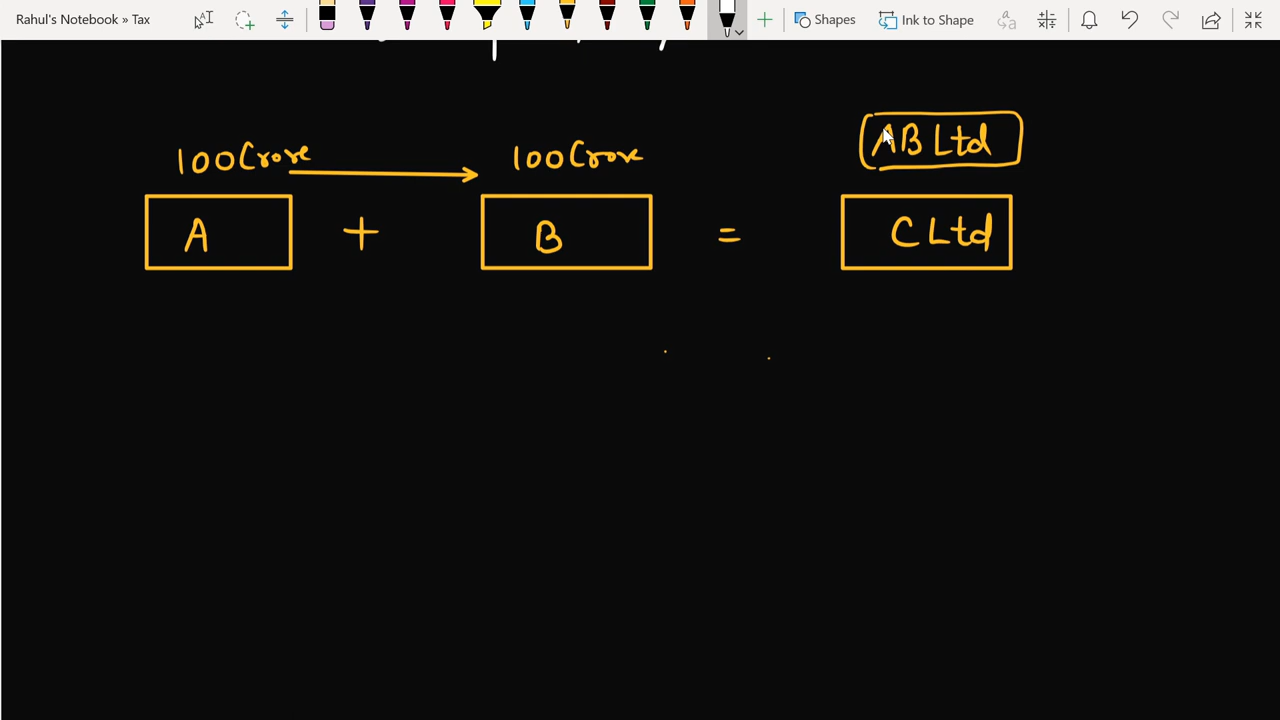 Rahul's Notebook » Tax
Shapes
Ink to Shape
AB Ltd
100Crore 100Crore
A + B = C Ltd